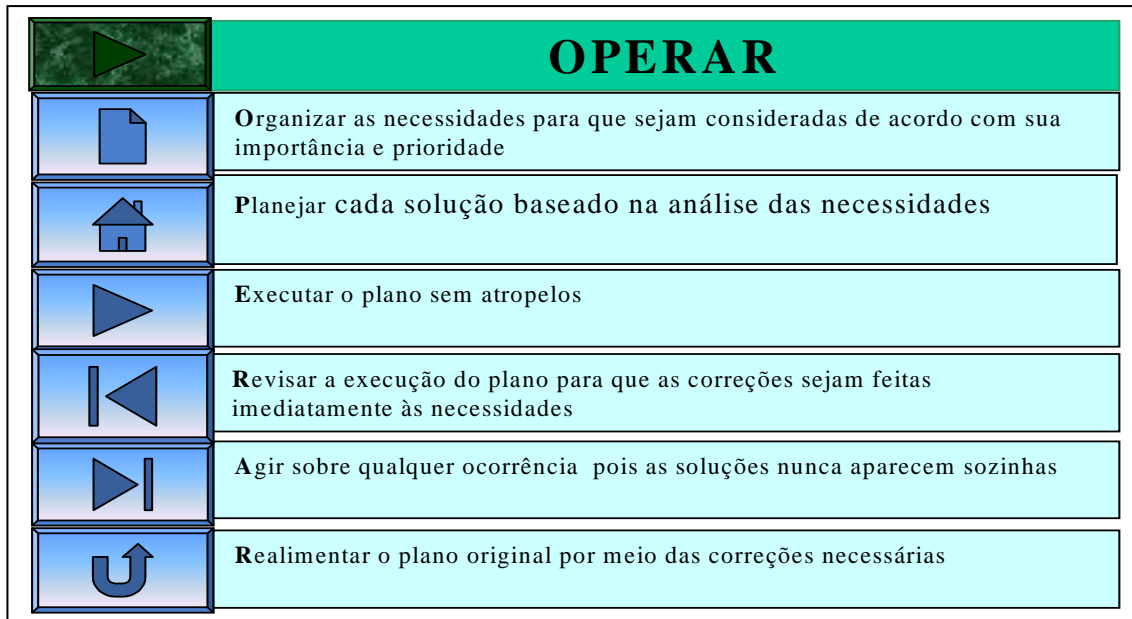 OPERAR
Organizar as necessidades para que sejam consideradas de acordo com sua
importância e prioridade
Planejar cada solução baseado na análise das necessidades
Executar o plano sem atropelos
Revisar a execução do plano para que as correções sejam feitas
imediatamente às necessidades
Agir sobre qualquer ocorrência pois as soluções nunca aparecem sozinhas
Realimentar o plano original por meio das correções necessárias